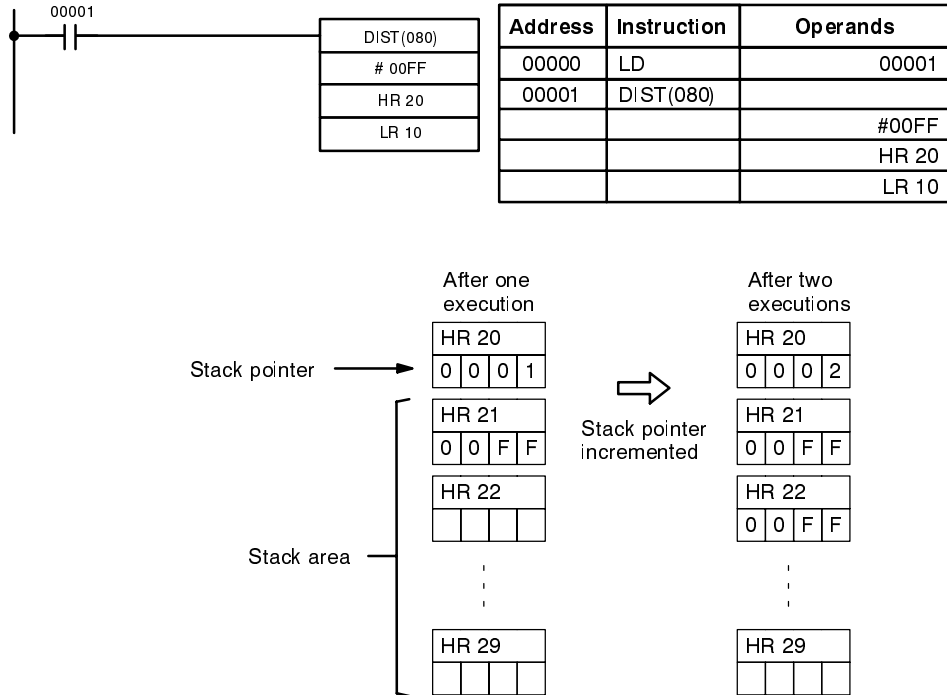 00001
DIST(080)
# 00FF
HR 20
LR 10
Address Instruction Operands
00000 LD 00001
00001 DIST(080)
#00FF
HR 20
LR 10
After one
execution
After two
executions
HR 20
HR 20
Stack pointer
0 0 0 1
0 0 0 2
HR 21
HR 21
0 0 F F
Stack pointer
incremented
0 0 F F
HR 22
HR 22
0 0 F F
Stack area
HR 29
HR 29